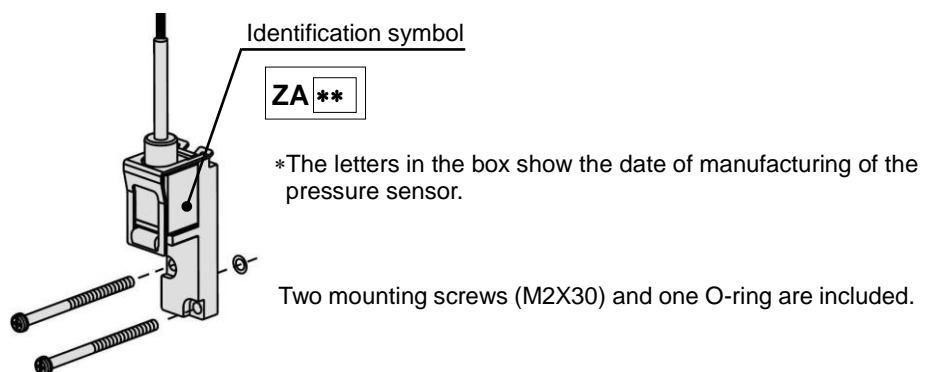 Identification symbol
ZA **
*The letters in the box show the date of manufacturing of the
pressure sensor.
Two mounting screws (M2X30) and one O-ring are included.